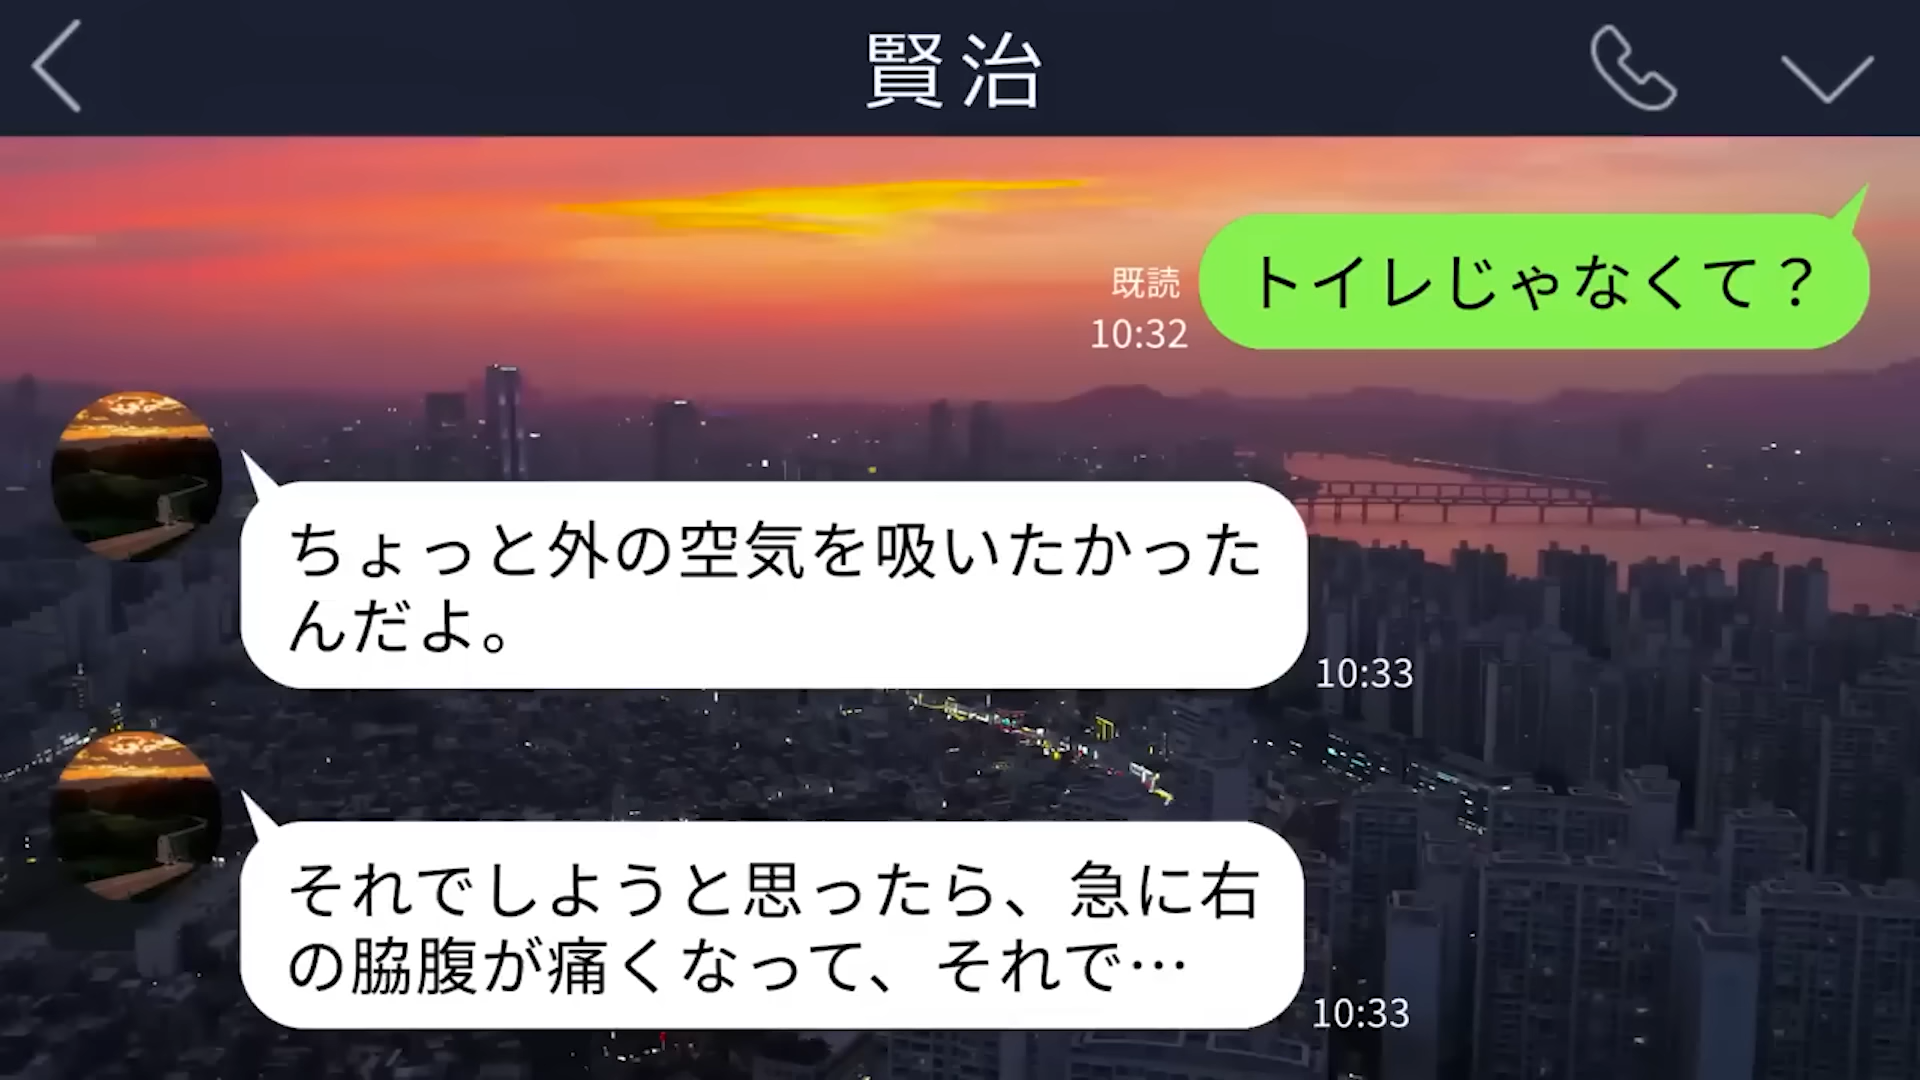 賢治
トイレじゃなくて？
既読
10:32
ちょっと外の空気を吸いたかった
んだよ。
10:33
それでしようと思ったら、急に右
の脇腹が痛くなって、それで…
10:33